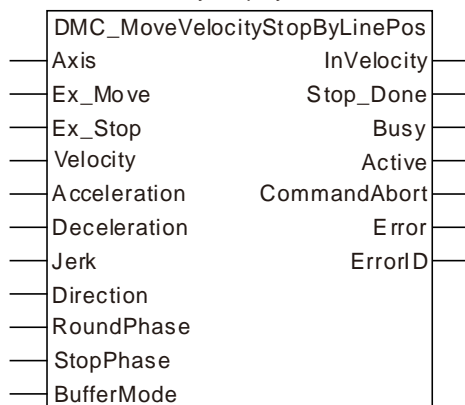 DMC_MoveVelocityStopByLinePos
Axis InVelocity
Ex_Move Stop_Done
Ex_Stop Busy
Velocity Active
Acceleration CommandAbort
Deceleration Error
Jerk ErrorID
Direction
RoundPhase
StopPhase
BufferMode